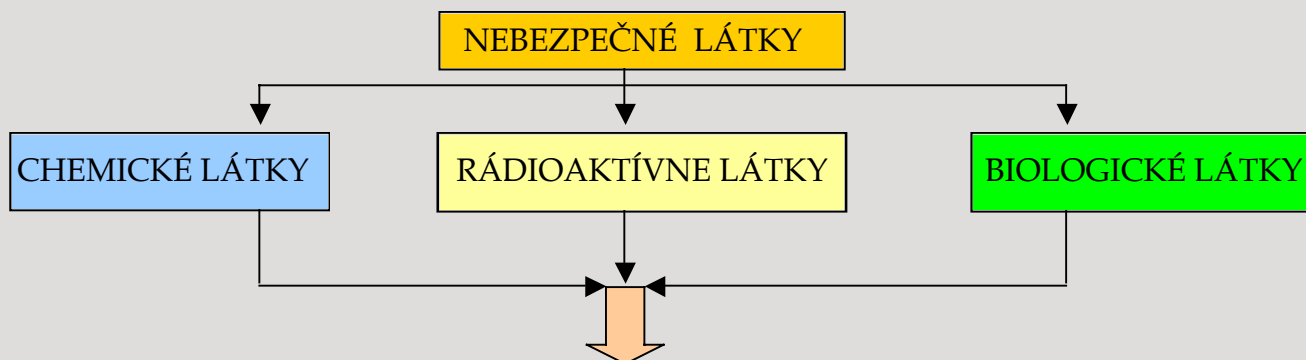 NEBEZPEČNÉ LÁTKY
CHEMICKÉ LÁTKY
RÁDIOAKTÍVNE LÁTKY
BIOLOGICKÉ LÁTKY